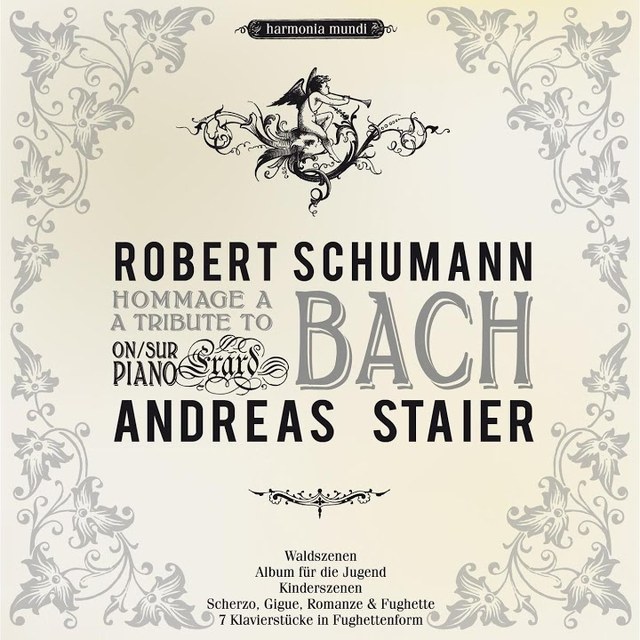 harmonia mundi
ROBERT SCHUMANN
HOMMAGE A
A TRIBUTE TO
BACH
ON/SUR
PIANO Erard
ANDREAS STAIER
Waldszenen
Album für die Jugend
Kinderszenen
Scherzo, Gigue, Romanze & Fughette
7 Klavierstücke in Fughettenform